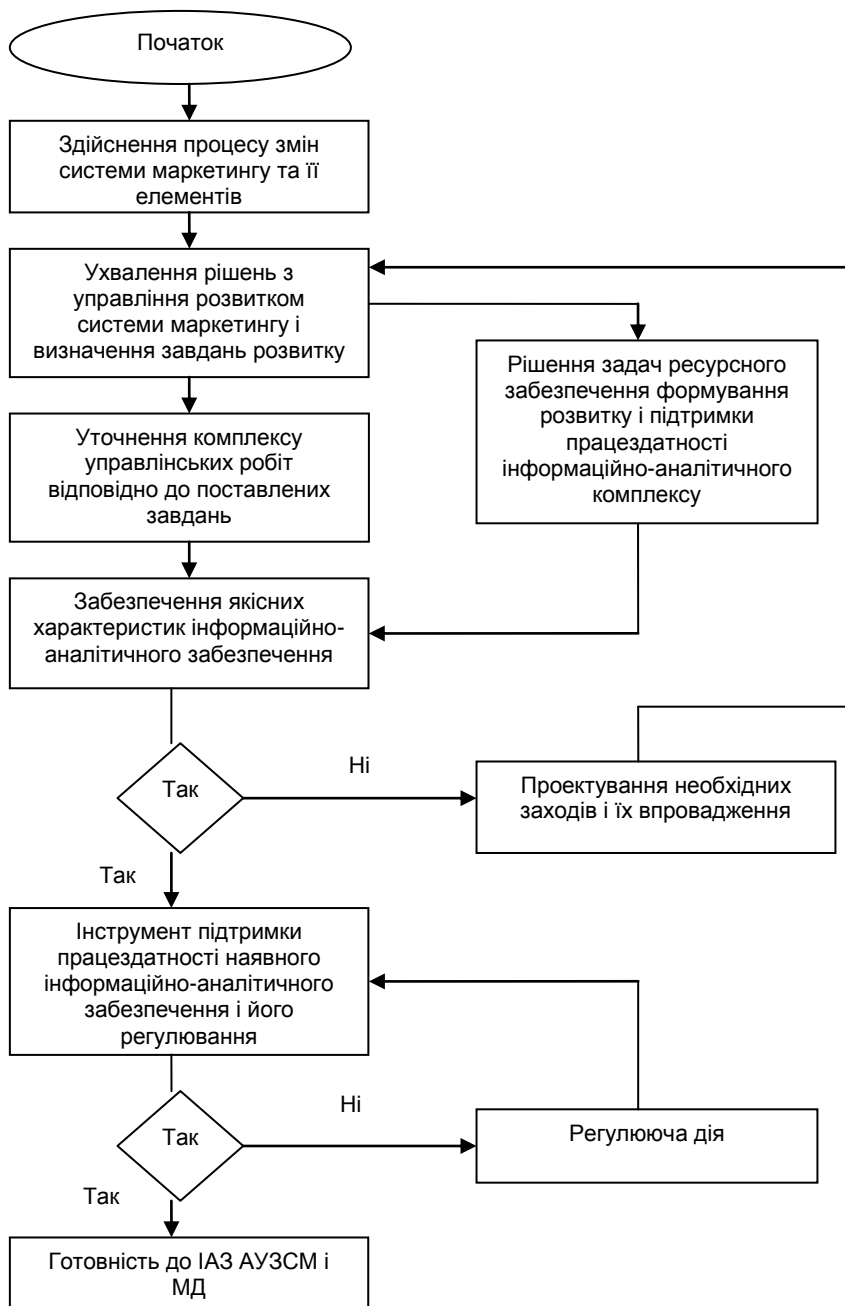 Початок
Здійснення процесу змін
системи маркетингу та її
елементів
Ухвалення рішень з
управління розвитком
системи маркетингу і
визначення завдань розвитку
Рішення задач ресурсного
забезпечення формування
розвитку і підтримки
працездатності
інформаційно-аналітичного
комплексу
Уточнення комплексу
управлінських робіт
відповідно до поставлених
завдань
Забезпечення якісних
характеристик інформаційно-
аналітичного забезпечення
Так
Ні
Проектування необхідних
заходів і їх впровадження
Так
Інструмент підтримки
працездатності наявного
інформаційно-аналітичного
забезпечення і його
регулювання
Так
Ні
Регулююча дія
Так
Готовність до ІАЗ АУЗСМ і
МД